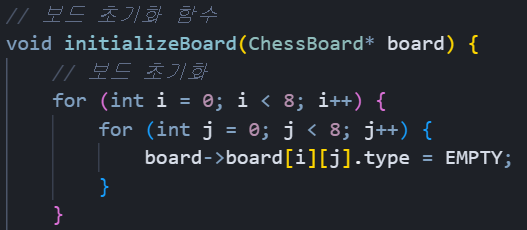 // 보드 초기화 함수
void initializeBoard(ChessBoard* board) {
    // 보드 초기화
    for (int i = 0; i < 8; i++) {
        for (int j = 0; j < 8; j++) {
            board->board[i][j].type = EMPTY;
        }
    }